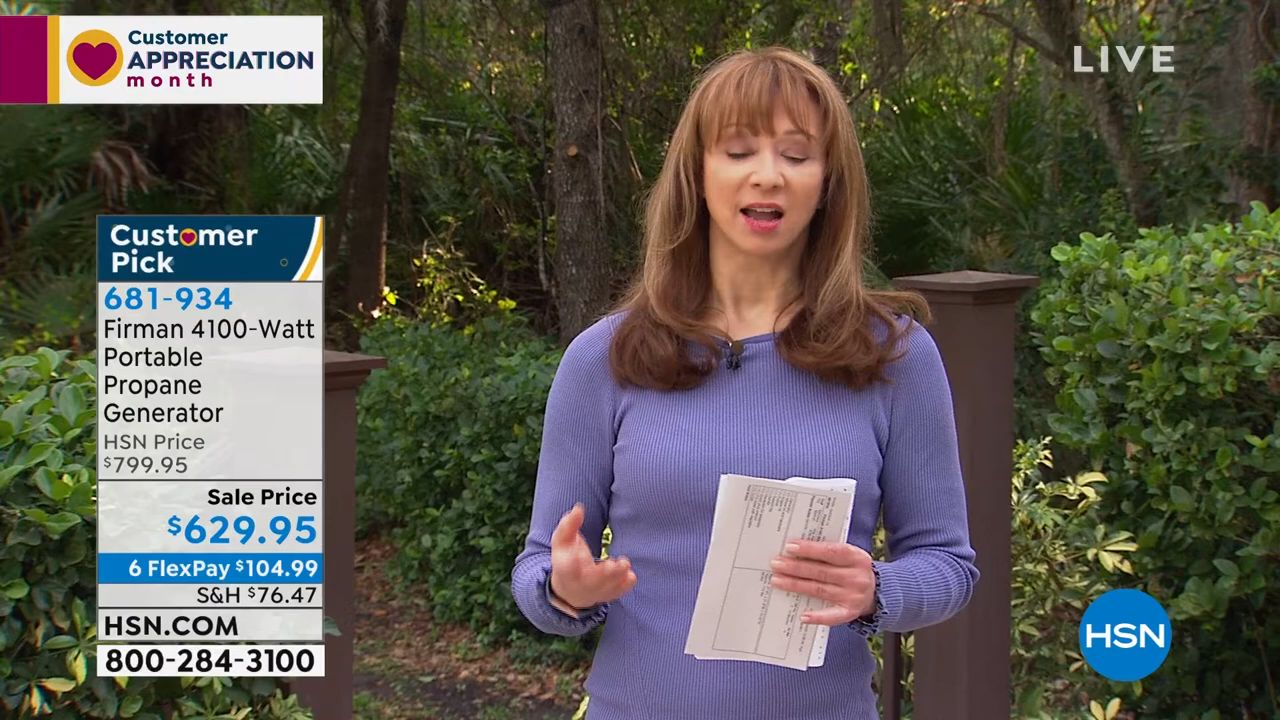 Customer
APPRECIATION
month
LIVE
Customer
Pick
681-934
Firman 4100-Watt
Portable
Propane
Generator
HSN Price
$799.95
Sale Price
$629.95
6 FlexPay $104.99
S&H $76.47
HSN.COM
800-284-3100
HSN